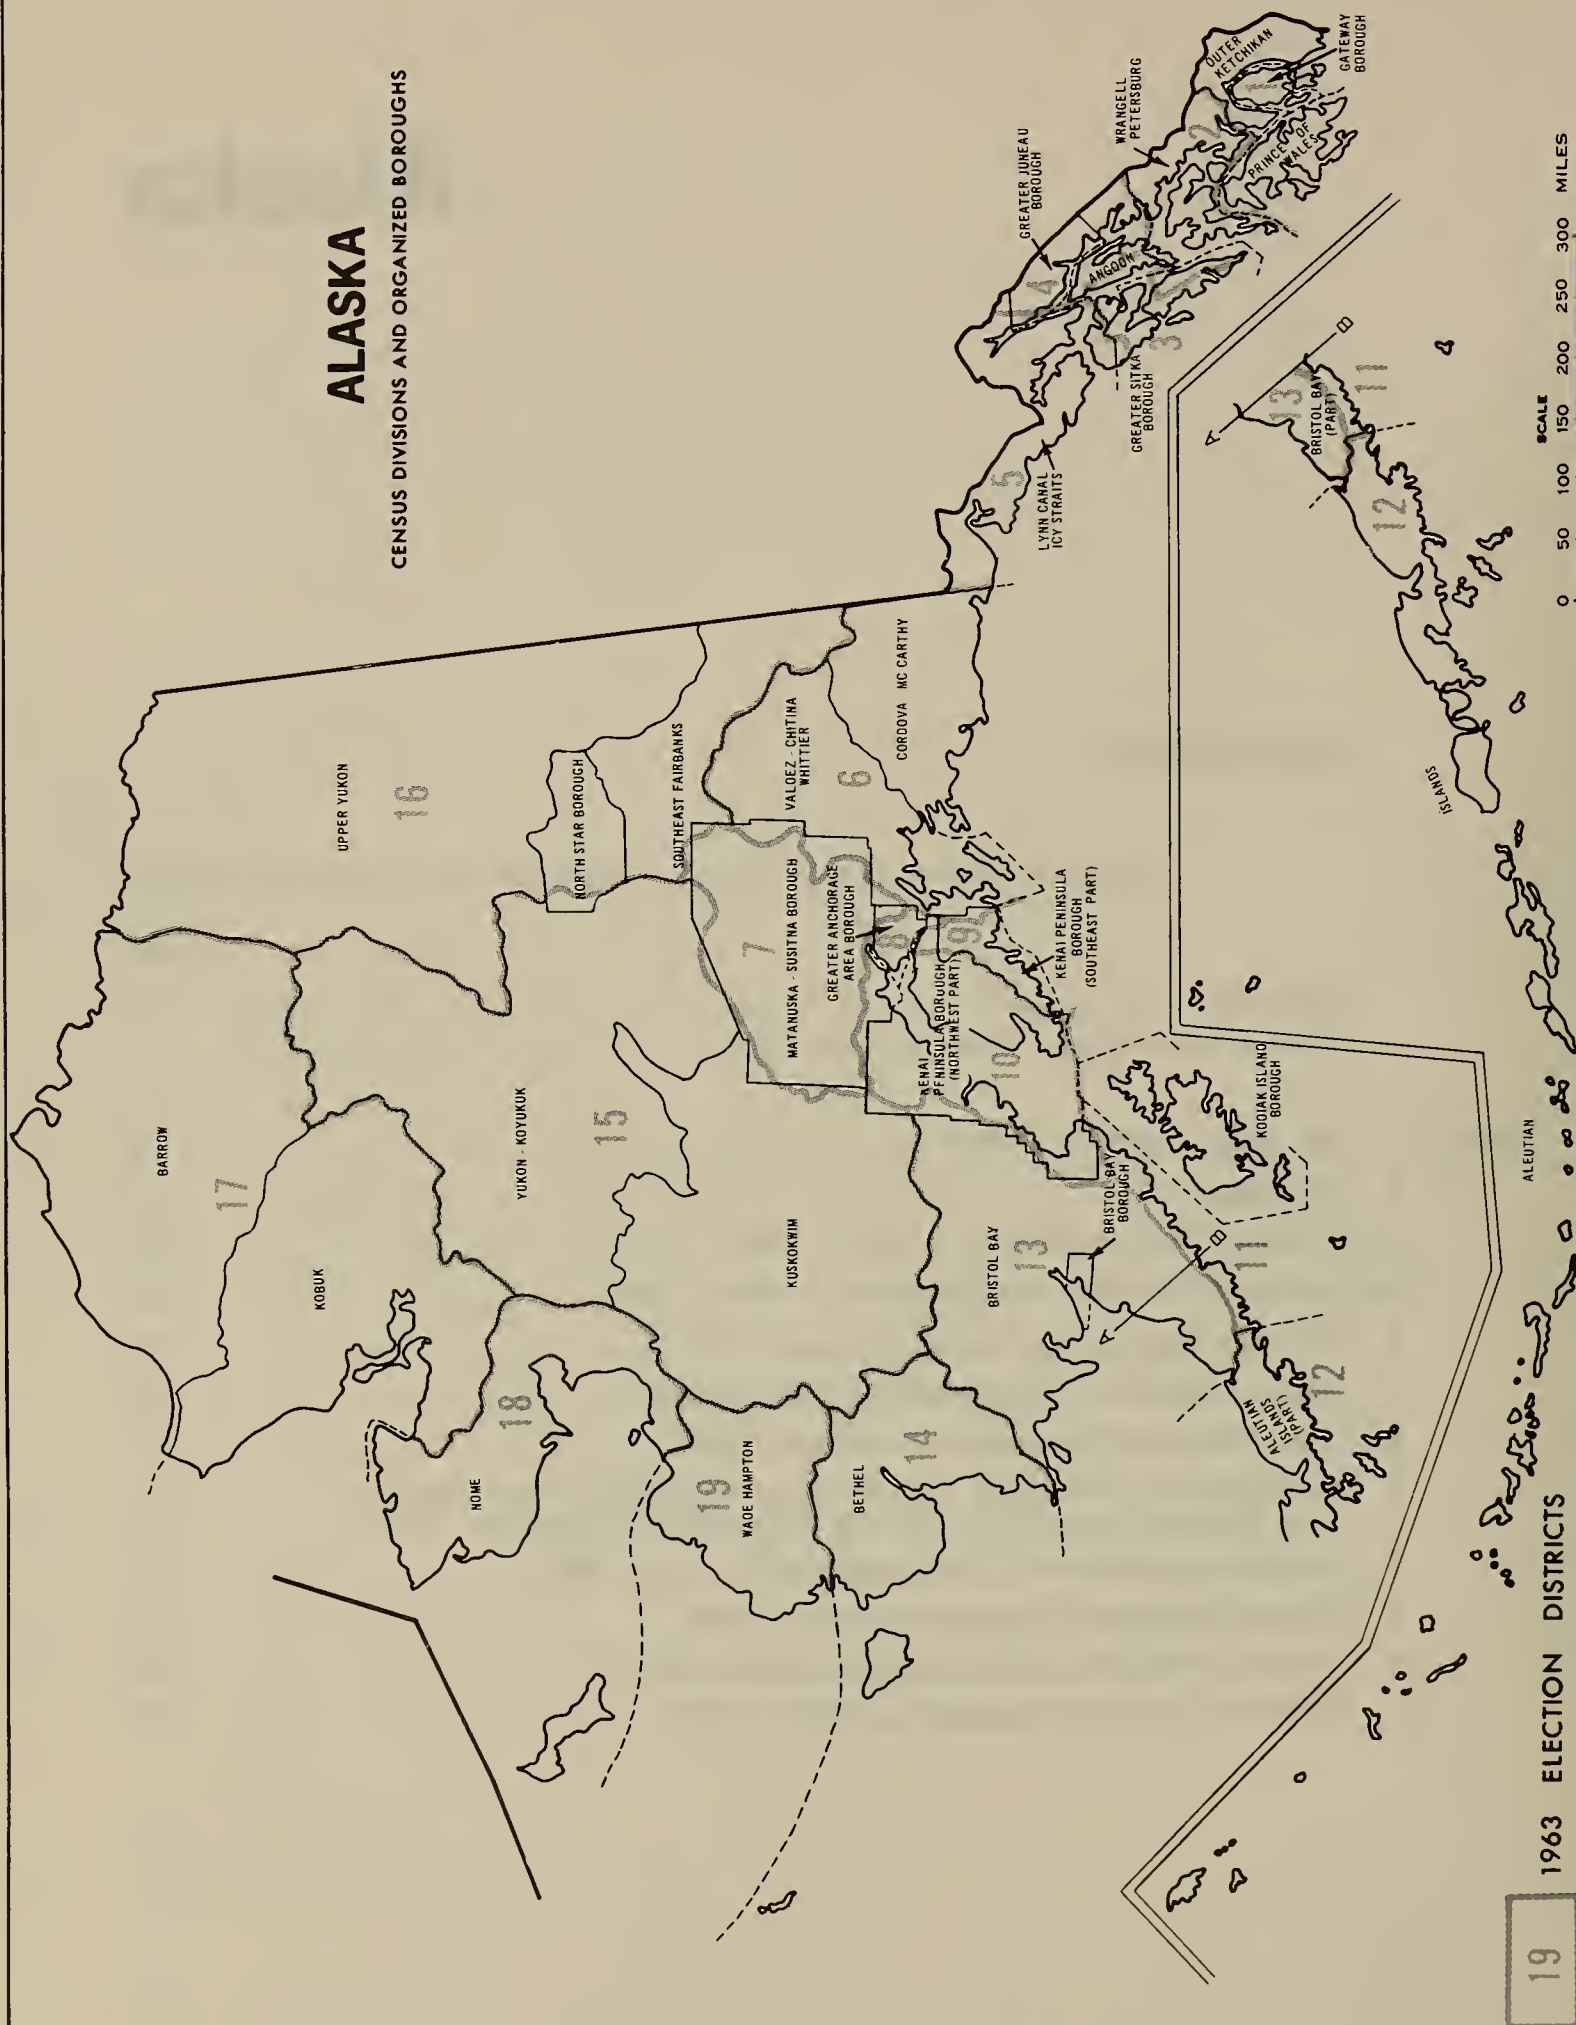 ALASKA
CENSUS DIVISIONS AND ORGANIZED BOROUGHS
BARROW
17
KOBUK
NOME
18
UPPER YUKON
16
YUKON - KOYUKUK
15
NORTH STAR BOROUGH
SOUTHEAST FAIRBANKS
WADE HAMPTON
19
BETHEL
14
KUSKOKWIM
7
MATANUSKA - SUSITNA BOROUGH
VALDEZ - CHITINA
WHITTIER
6
CORDOVA MC CARTHY
GREATER ANCHORAGE
AREA BOROUGH
8
KENAI
PENINSULA BOROUGH
(NORTHWEST PART)
10
9
KENAI PENINSULA
BOROUGH
(SOUTHEAST PART)
BRISTOL BAY
13
BRISTOL BAY
BOROUGH
KODIAK ISLAND
BOROUGH
11
A
B
12
ALEUTIAN
ISLANDS
(PART)
5
LYNN CANAL
ICY STRAITS
GREATER JUNEAU
BOROUGH
4
ANGOON
GREATER SITKA
BOROUGH
3
WRANGELL
PETERSBURG
2
PRINCE OF
WALES
OUTER
KETCHIKAN
1
GATEWAY
BOROUGH
A
B
13
BRISTOL BAY
(PART)
11
12
ALEUTIAN
ISLANDS
19
1963 ELECTION DISTRICTS
SCALE
0 50 100 150 200 250 300 MILES